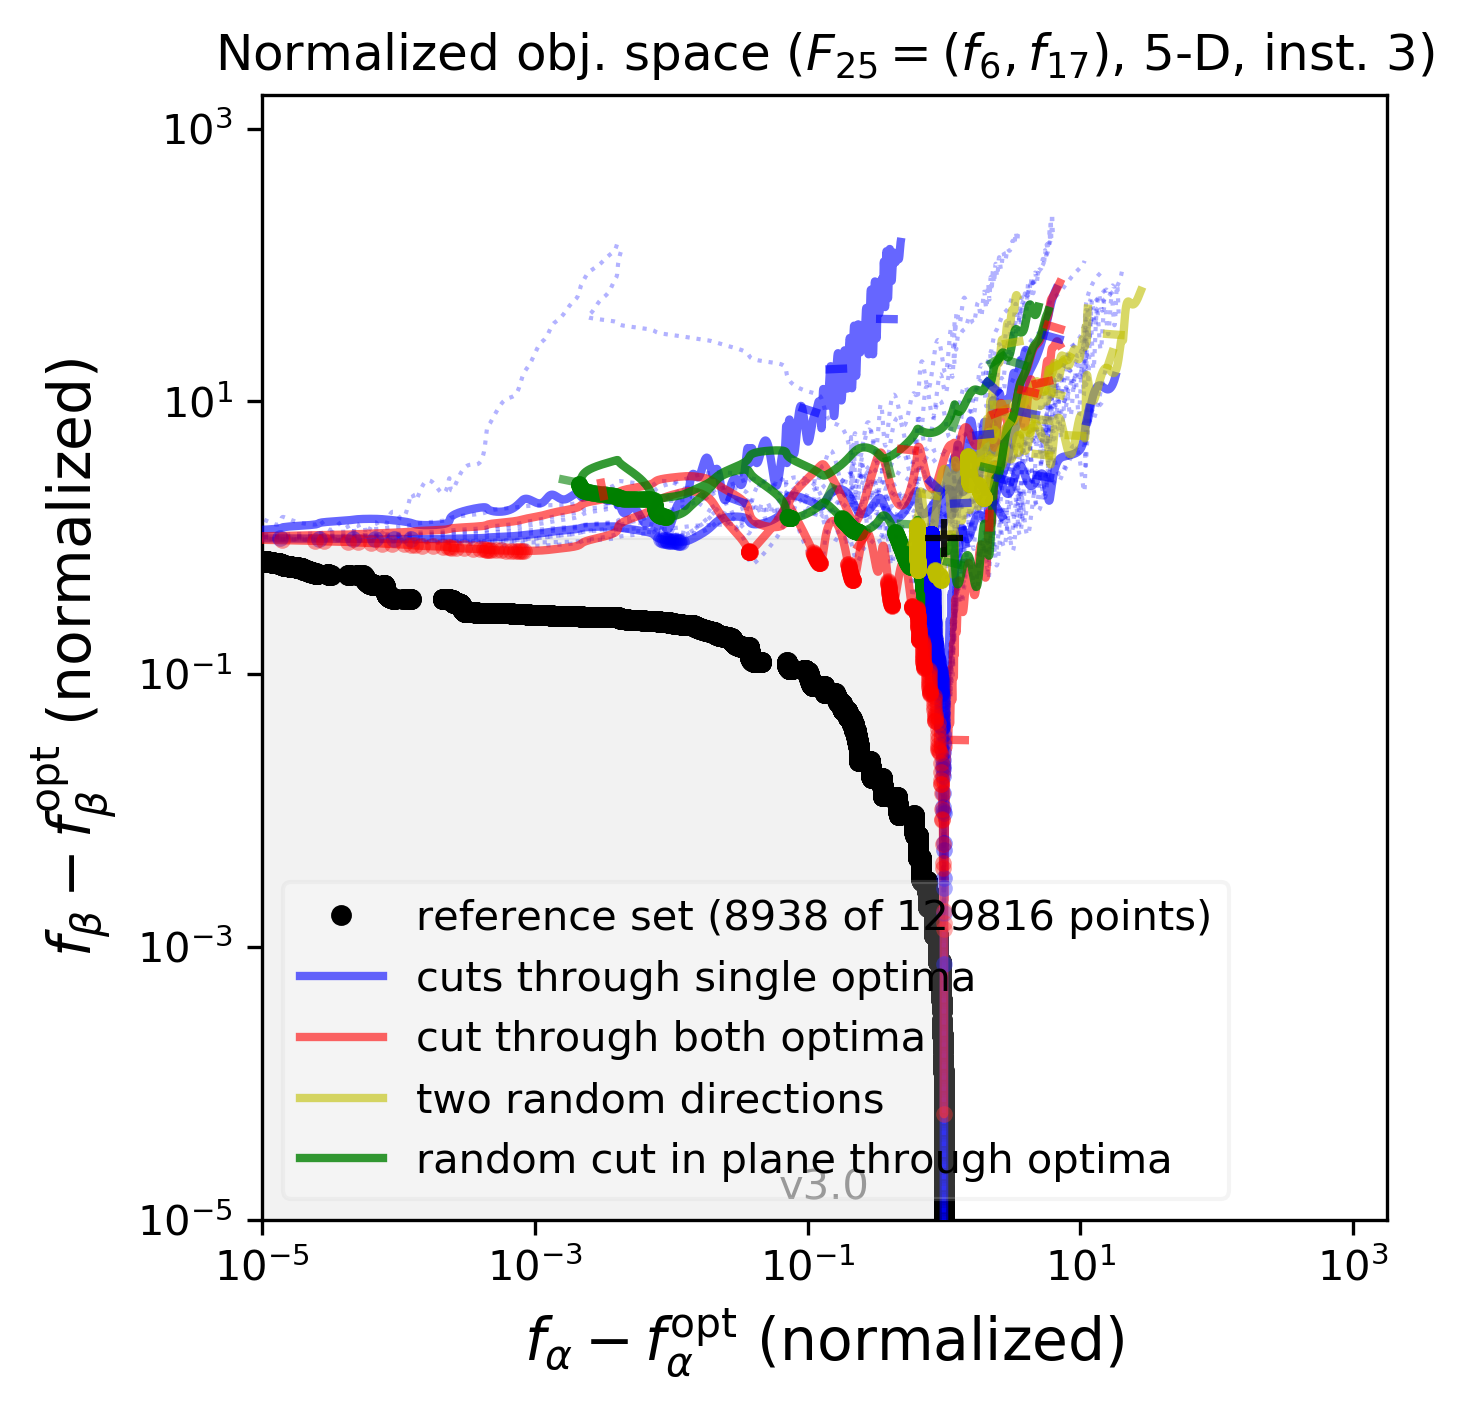 Normalized obj. space (F₂₅ = (f₆, f₁₇), 5-D, inst. 3)
10³
10¹
10⁻¹
10⁻³
10⁻⁵
f_β − f_β^opt (normalized)
reference set (8938 of 129816 points)
cuts through single optima
cut through both optima
two random directions
random cut in plane through optima
v3.0
10⁻⁵ 10⁻³ 10⁻¹ 10¹ 10³
f_α − f_α^opt (normalized)